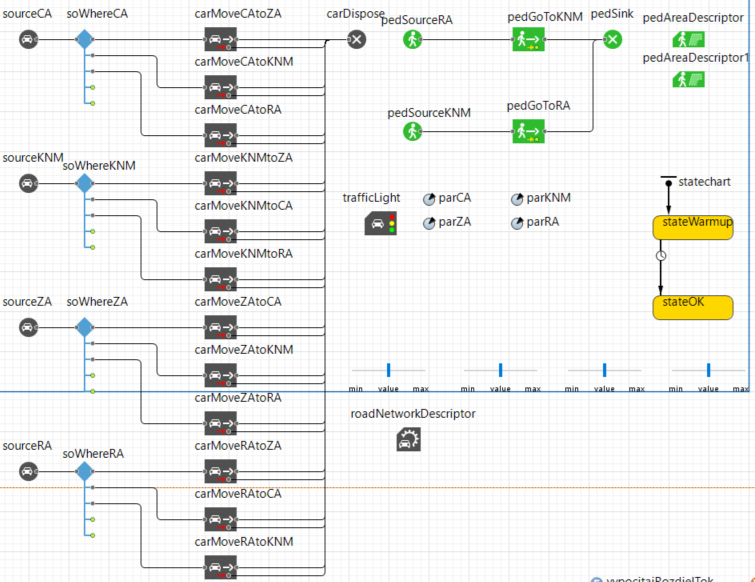 sourceCA
soWhereCA
carMoveCAtoZA
carDispose
pedSourceRA
pedGoToKNM
pedSink
pedAreaDescriptor
carMoveCAtoKNM
pedAreaDescriptor1
carMoveCAtoRA
pedSourceKNM
pedGoToRA
sourceKNM
soWhereKNM
carMoveKNMtoZA
statechart
trafficLight
parCA
parKNM
carMoveKNMtoCA
parZA
parRA
stateWarmup
carMoveKNMtoRA
sourceZA
soWhereZA
carMoveZAtoCA
stateOK
carMoveZAtoKNM
min value max min value max min value max min value max
carMoveZAtoRA
roadNetworkDescriptor
sourceRA
soWhereRA
carMoveRAtoZA
carMoveRAtoCA
carMoveRAtoKNM
vypocitajRozdielTok